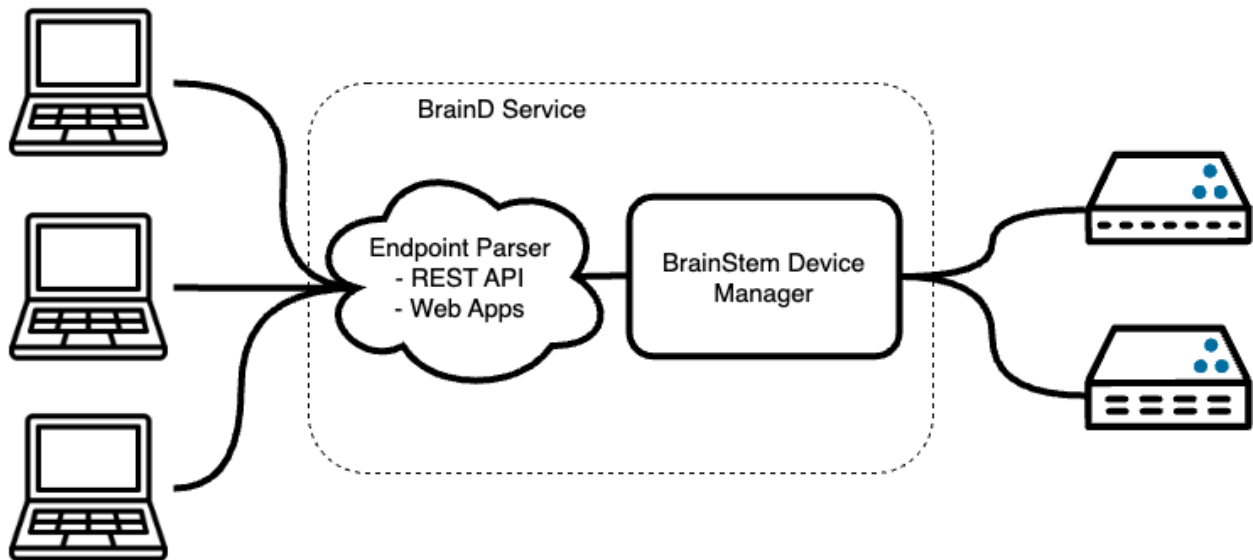 BrainD Service
Endpoint Parser
- REST API
- Web Apps
BrainStem Device
Manager